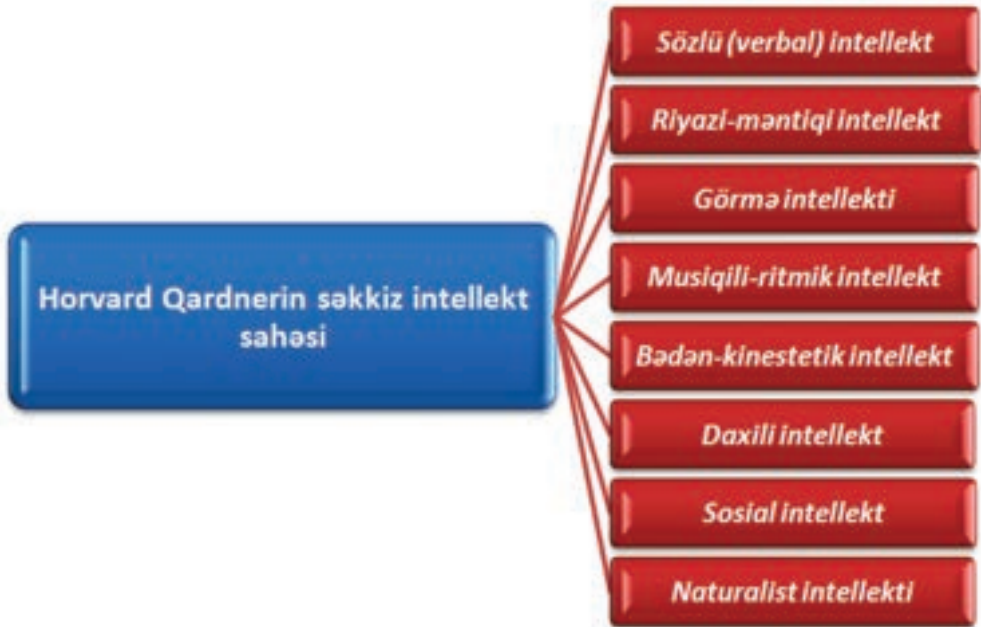 Horvard Qardnerin səkkiz intellekt
sahəsi
Sözlü (verbal) intellekt
Riyazi-məntiqi intellekt
Görmə intellekti
Musiqili-ritmik intellekt
Bədən-kinestetik intellekt
Daxili intellekt
Sosial intellekt
Naturalist intellekti